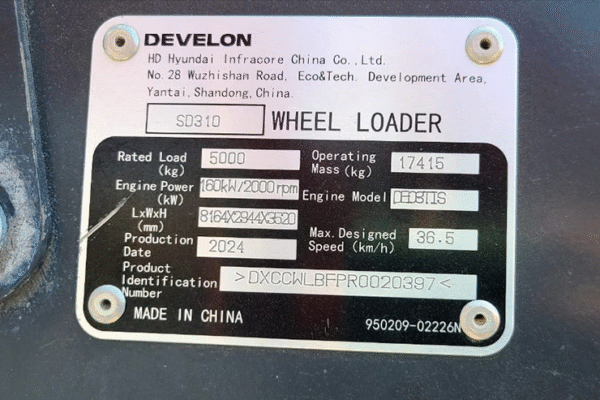 DEVELON
HD Hyundai Infracore China Co.,Ltd.
No.28 Wuzhishan Road, Eco&Tech. Development Area,
Yantai,Shandong,China.
SD310 WHEEL LOADER
Rated Load (kg) 5000 Operating Mass (kg) 17415
Engine Power (kW) 160kW/2000rpm Engine Model DE08TIS
LxWxH (mm) 8164X2944X3520
Production Date 2024 Max.Designed Speed (km/h) 36.5
Product Identification Number >DXCCWLBFPR0020397<
MADE IN CHINA 950209-02226N